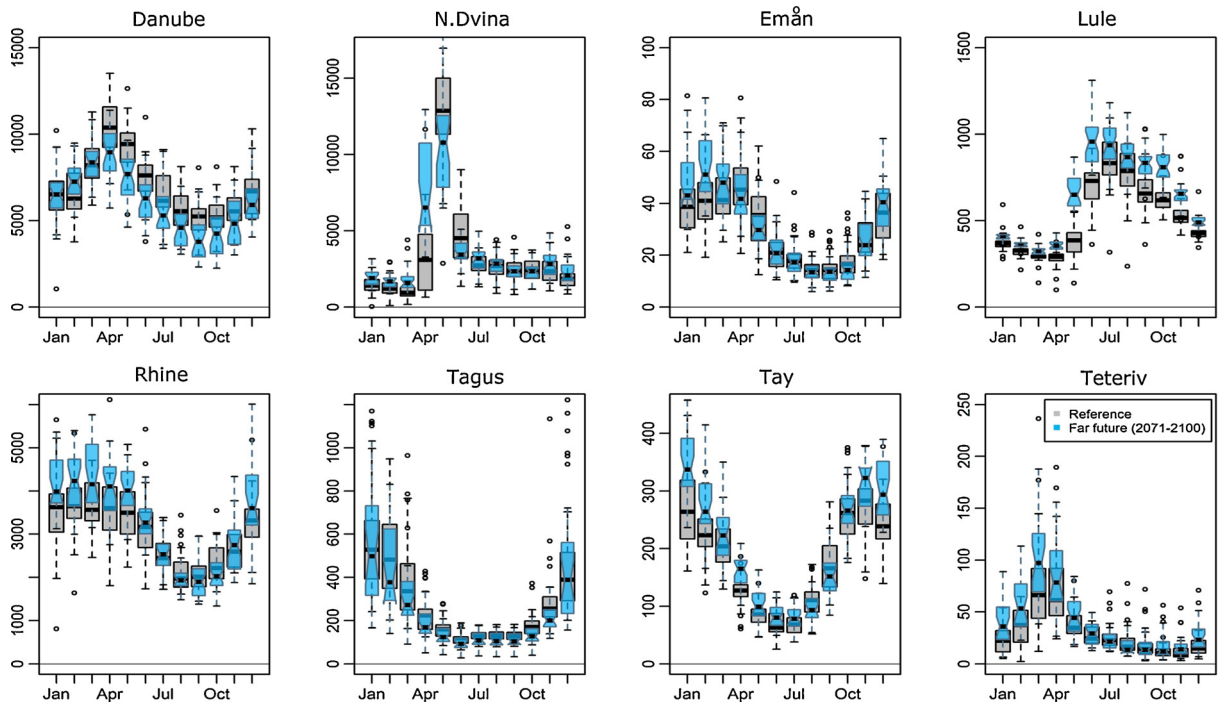 Danube
N.Dvina
Emån
Lule
0 5000 10000 15000
0 5000 10000 15000
0 20 40 60 80 100
0 500 1000 1500
Jan Apr Jul Oct
Jan Apr Jul Oct
Jan Apr Jul Oct
Jan Apr Jul Oct
Rhine
Tagus
Tay
Teteriv
0 1000 3000 5000
0 200 400 600 800 1000
0 100 200 300 400
0 50 100 150 200 250
Reference
Far future (2071-2100)
Jan Apr Jul Oct
Jan Apr Jul Oct
Jan Apr Jul Oct
Jan Apr Jul Oct